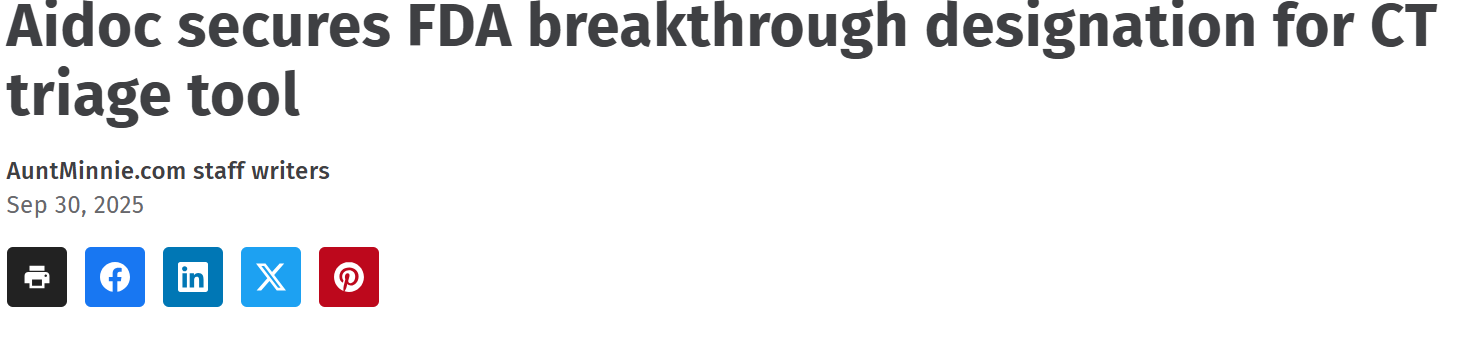 Aidoc secures FDA breakthrough designation for CT
triage tool
AuntMinnie.com staff writers
Sep 30, 2025